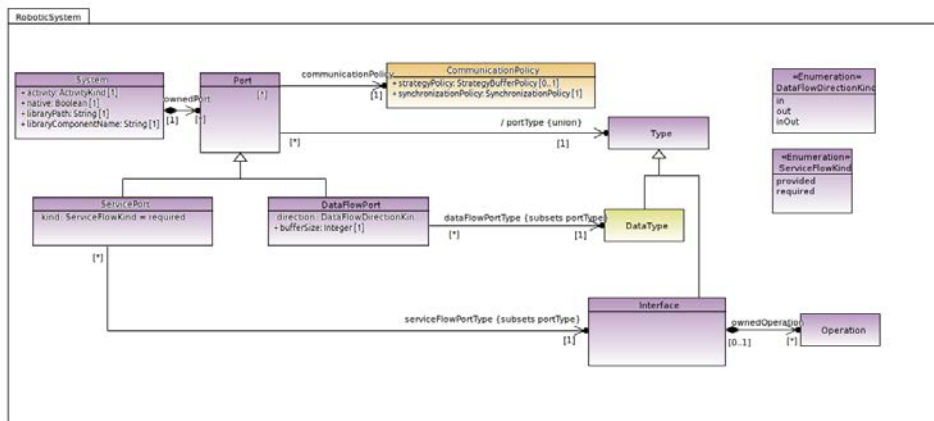 RoboticSystem
System
+ activity: ActivityKind [1]
+ native: Boolean [1]
+ libraryPath: String [1]
+ libraryComponentName: String [1]
ownedPort
[1]
[*]
Port
[*]
communicationPolicy
[1]
CommunicationPolicy
+ strategyPolicy: StrategyBufferPolicy [0..1]
+ synchronizationPolicy: SynchronizationPolicy [1]
«Enumeration»
DataFlowDirectionKind
in
out
inOut
/ portType {union}
[*]
[1]
Type
«Enumeration»
ServiceFlowKind
provided
required
ServicePort
kind: ServiceFlowKind = required
[*]
DataFlowPort
direction: DataFlowDirectionKin...
+ bufferSize: Integer [1]
dataFlowPortType {subsets portType}
[*]
[1]
DataType
serviceFlowPortType {subsets portType}
[1]
Interface
ownedOperation
[0..1]
[*]
Operation